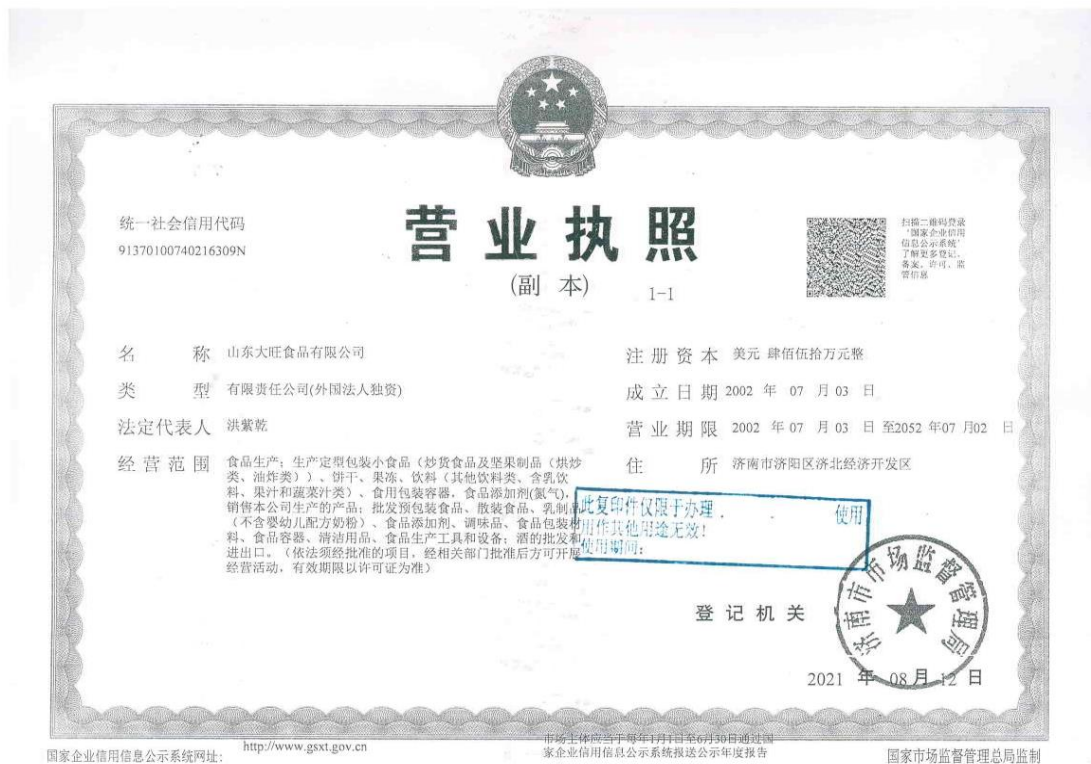 统一社会信用代码
91370100740216309N
营业执照
(副 本)
1-1
扫描二维码登录
‘国家企业信用
信息公示系统’
了解更多登记、
备案、许可、监
管信息
名 称 山东大旺食品有限公司
类 型 有限责任公司(外国法人独资)
法定代表人 洪紫乾
经营范围 食品生产；生产定型包装小食品（炒货食品及坚果制品（烘炒
类、油炸类））、饼干、果冻、饮料（其他饮料类、含乳饮
料、果汁和蔬菜汁类）、食用包装容器，食品添加剂(氮气)，
销售本公司生产的产品；批发预包装食品、散装食品、乳制品
（不含婴幼儿配方奶粉）、食品添加剂、调味品、食品包装材
料、食品容器、清洁用品、食品生产工具和设备；酒的批发和
进出口。（依法须经批准的项目，经相关部门批准后方可开展
经营活动，有效期限以许可证为准）
注册资本 美元 肆佰伍拾万元整
成立日期 2002 年 07 月 03 日
营业期限 2002 年 07 月 03 日 至2052 年 07 月 02 日
住 所 济南市济阳区济北经济开发区
此复印件仅限于办理 使用
用作其他用途无效！
使用期间：
登记机关
济南市市场监督管理局
2021 年 08 月 12 日
国家企业信用信息公示系统网址：
http://www.gsxt.gov.cn
市场主体应当于每年1月1日至6月30日通过国
家企业信用信息公示系统报送公示年度报告
国家市场监督管理总局监制